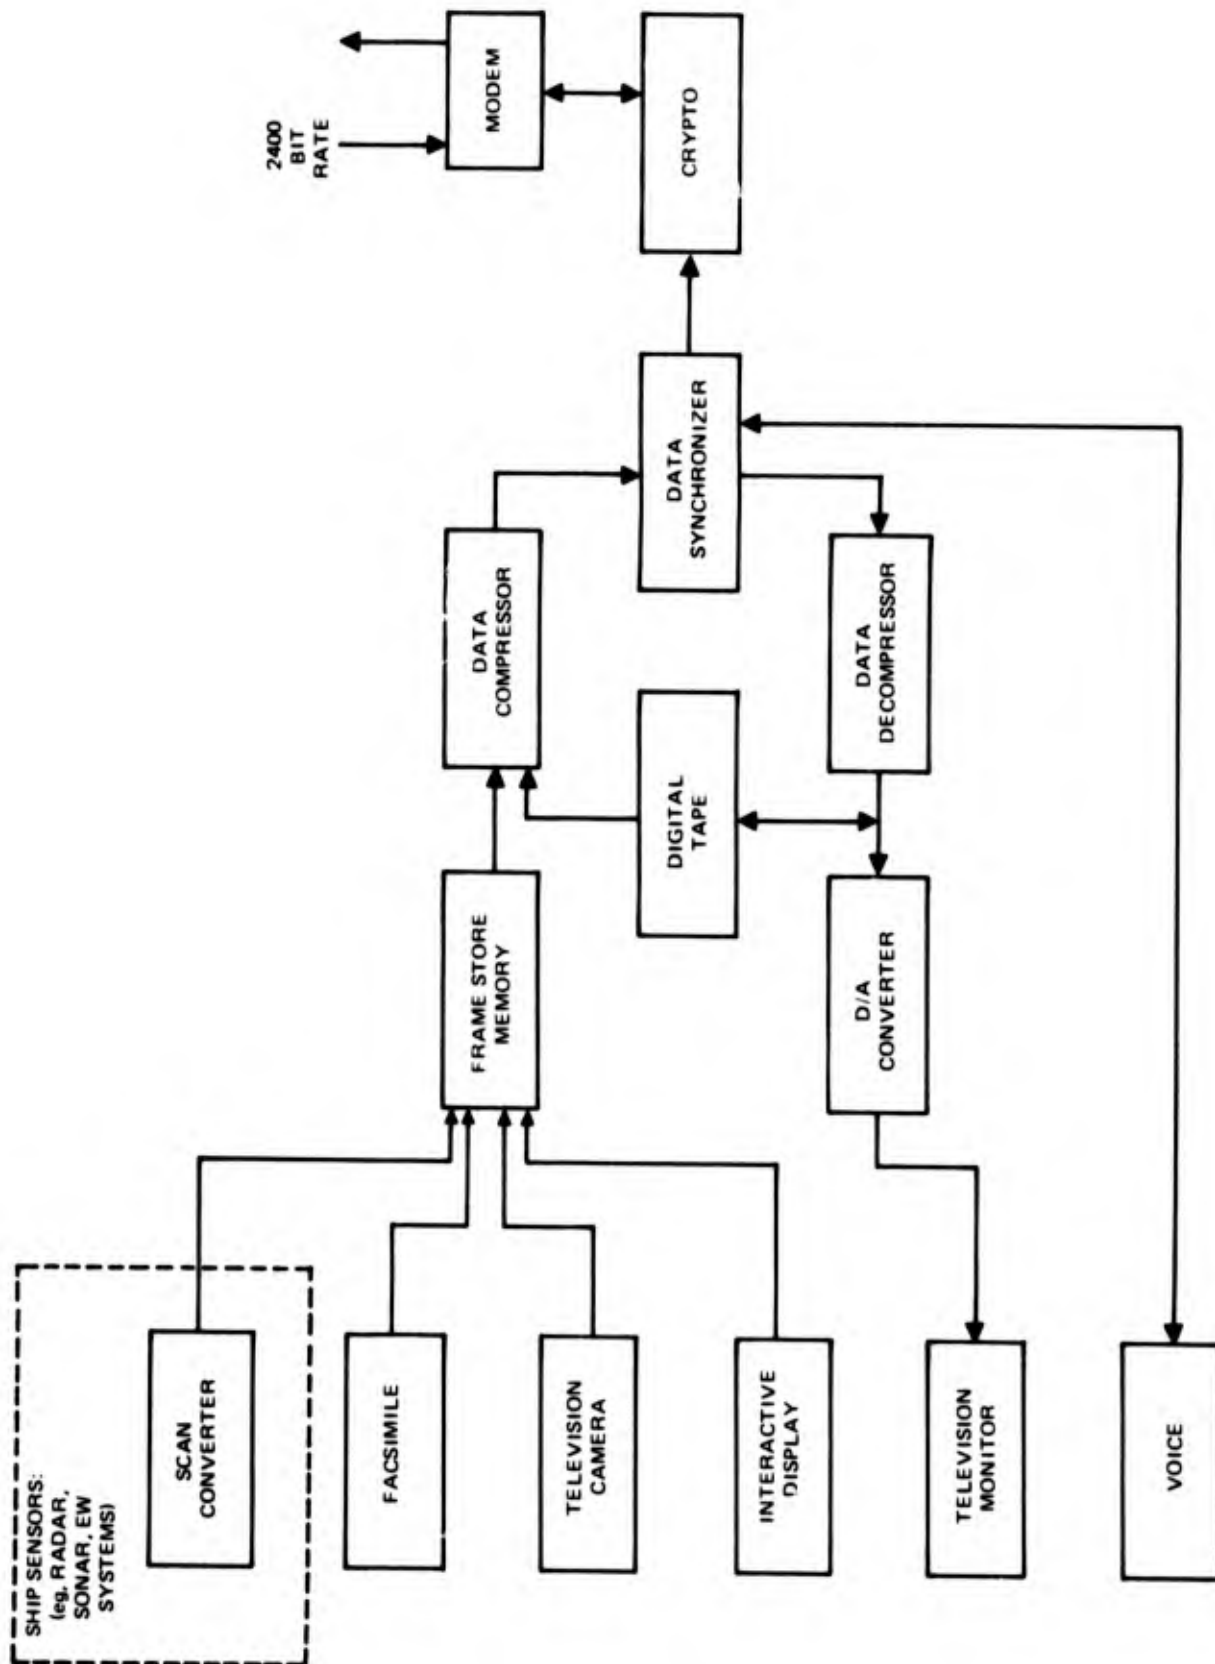 SHIP SENSORS:
(eg, RADAR,
SONAR, EW
SYSTEMS)
SCAN
CONVERTER
FACSIMILE
TELEVISION
CAMERA
INTERACTIVE
DISPLAY
TELEVISION
MONITOR
VOICE
FRAME STORE
MEMORY
D/A
CONVERTER
DIGITAL
TAPE
DATA
COMPRESSOR
DATA
DECOMPRESSOR
DATA
SYNCHRONIZER
CRYPTO
MODEM
2400
BIT
RATE